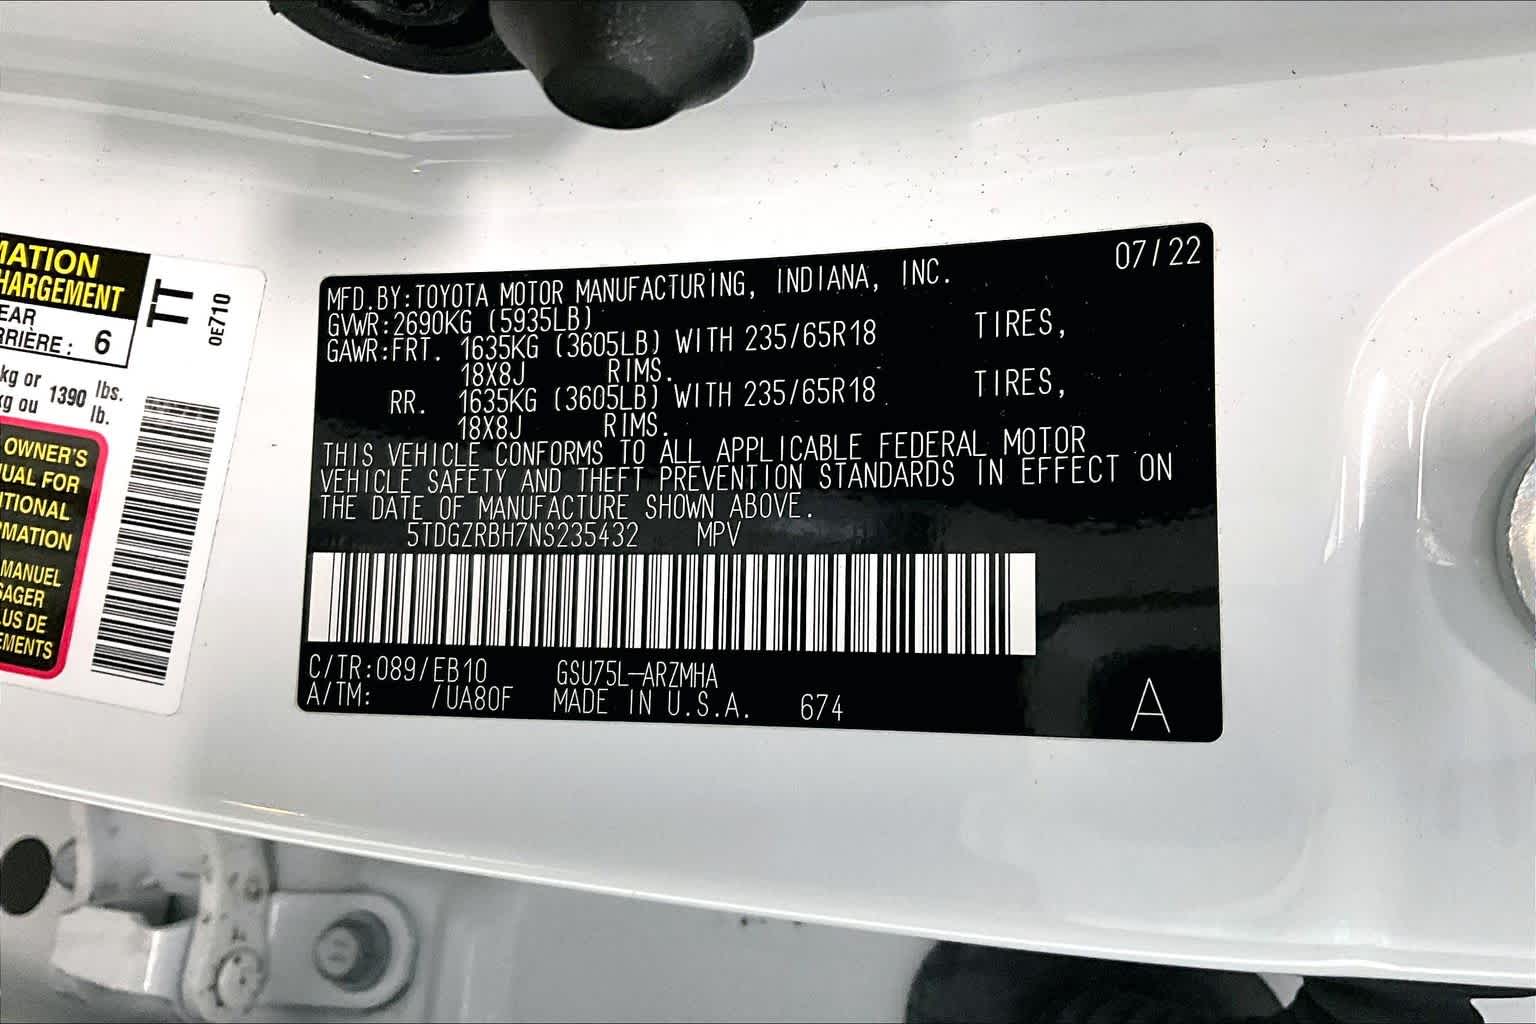 MATION
HARGEMENT
EAR
RRIÈRE: 6
kg or
kg ou
1390
lbs.
lb.
OWNER'S
UAL FOR
ITIONAL
RMATION
MANUEL
SAGER
LUS DE
EMENTS
TT
0E710
07/22
MFD.BY:TOYOTA MOTOR MANUFACTURING, INDIANA, INC.
GVWR:2690KG (5935LB)
GAWR:FRT. 1635KG (3605LB) WITH 235/65R18 TIRES,
18X8J RIMS.
RR. 1635KG (3605LB) WITH 235/65R18 TIRES,
18X8J RIMS.
THIS VEHICLE CONFORMS TO ALL APPLICABLE FEDERAL MOTOR
VEHICLE SAFETY AND THEFT PREVENTION STANDARDS IN EFFECT ON
THE DATE OF MANUFACTURE SHOWN ABOVE.
5TDGZRBH7NS235432 MPV
C/TR:089/EB10 GSU75L-ARZMHA
A/TM: /UA80F MADE IN U.S.A. 674
A